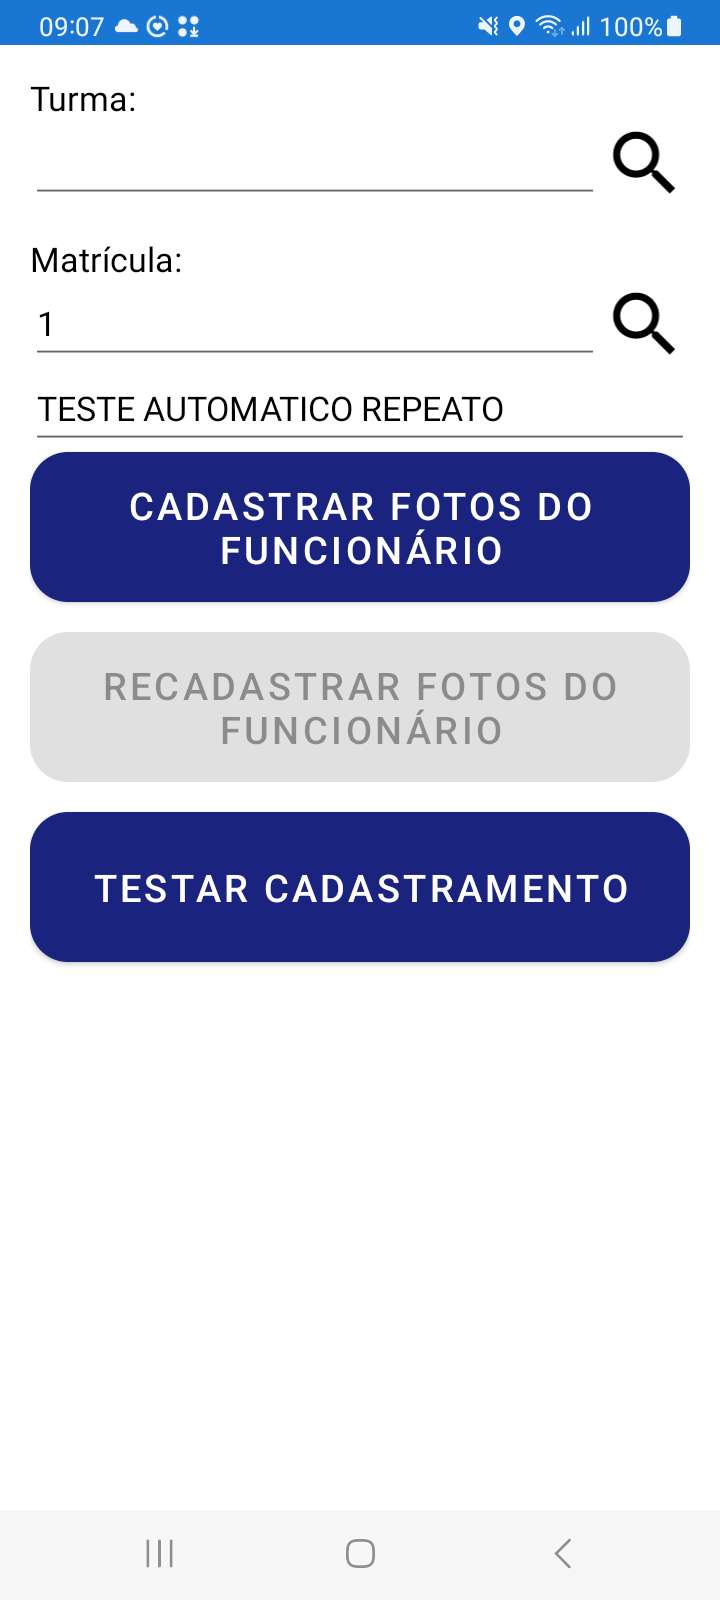 09:07 100%
Turma:
Matrícula:
1
TESTE AUTOMATICO REPEATO
CADASTRAR FOTOS DO
FUNCIONÁRIO
RECADASTRAR FOTOS DO
FUNCIONÁRIO
TESTAR CADASTRAMENTO